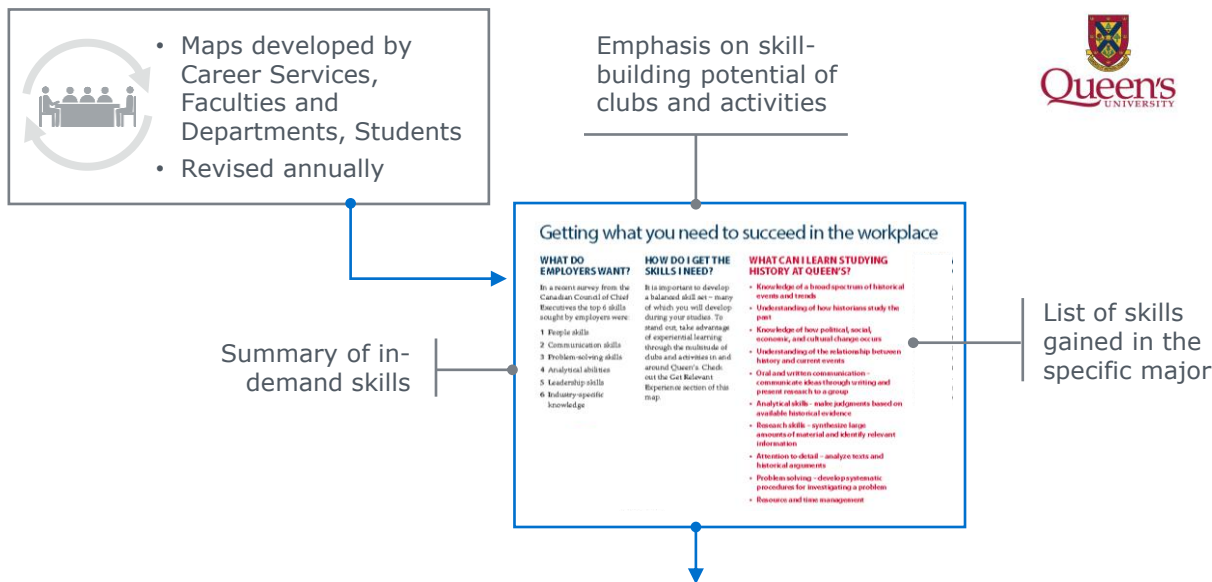 • Maps developed by
Career Services,
Faculties and
Departments, Students
• Revised annually
Emphasis on skill-
building potential of
clubs and activities
Queen's
UNIVERSITY
Summary of in-
demand skills
Getting what you need to succeed in the workplace
WHAT DO
EMPLOYERS WANT?
In a recent survey from the
Canadian Council of Chief
Executives the top 6 skills
sought by employers were:
1 People skills
2 Communication skills
3 Problem-solving skills
4 Analytical abilities
5 Leadership skills
6 Industry-specific
knowledge
HOW DO I GET THE
SKILLS I NEED?
It is important to develop
a balanced skill set – many
of which you will develop
during your studies. To
stand out, take advantage
of experiential learning
through the multitude of
clubs and activities in and
around Queen's. Check
out the Get Relevant
Experience section of this
map.
WHAT CAN I LEARN STUDYING
HISTORY AT QUEEN'S?
• Knowledge of a broad spectrum of historical
events and trends
• Understanding of how historians study the
past
• Knowledge of how political, social,
economic, and cultural change occurs
• Understanding of the relationship between
history and current events
• Oral and written communication –
communicate ideas through writing and
present research to a group
• Analytical skills – make judgments based on
available historical evidence
• Research skills – synthesize large
amounts of material and identify relevant
information
• Attention to detail – analyze texts and
historical arguments
• Problem solving – develop systematic
procedures for investigating a problem
• Resource and time management
List of skills
gained in the
specific major